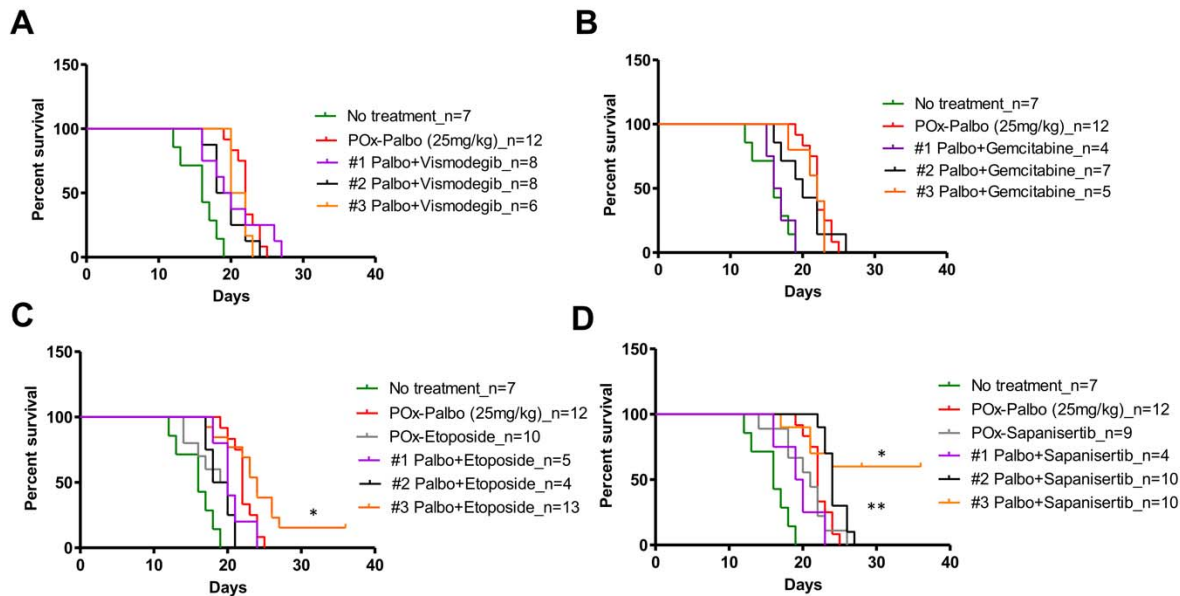 A
150
100
50
0
Percent survival
0 10 20 30 40
Days
No treatment_n=7
POx-Palbo (25mg/kg)_n=12
#1 Palbo+Vismodegib_n=8
#2 Palbo+Vismodegib_n=8
#3 Palbo+Vismodegib_n=6
B
150
100
50
0
Percent survival
0 10 20 30 40
Days
No treatment_n=7
POx-Palbo (25mg/kg)_n=12
#1 Palbo+Gemcitabine_n=4
#2 Palbo+Gemcitabine_n=7
#3 Palbo+Gemcitabine_n=5
C
150
100
50
0
Percent survival
0 10 20 30 40
Days
*
No treatment_n=7
POx-Palbo (25mg/kg)_n=12
POx-Etoposide_n=10
#1 Palbo+Etoposide_n=5
#2 Palbo+Etoposide_n=4
#3 Palbo+Etoposide_n=13
D
150
100
50
0
Percent survival
0 10 20 30 40
Days
*
**
No treatment_n=7
POx-Palbo (25mg/kg)_n=12
POx-Sapanisertib_n=9
#1 Palbo+Sapanisertib_n=4
#2 Palbo+Sapanisertib_n=10
#3 Palbo+Sapanisertib_n=10